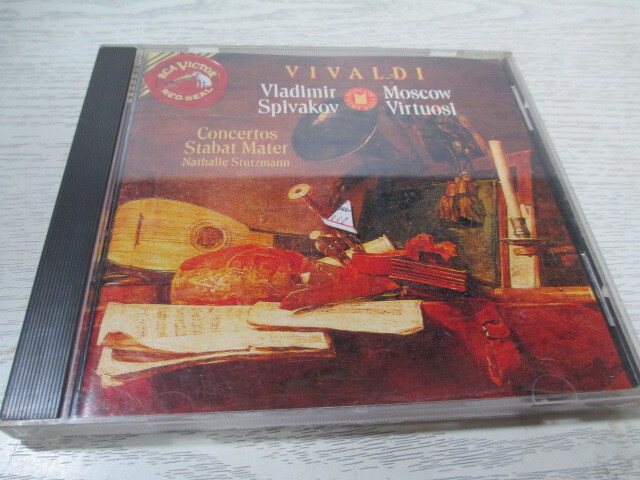 RCA VICTOR
RED SEAL
VIVALDI
Vladimir Spivakov
Moscow Virtuosi
Concertos
Stabat Mater
Nathalie Stutzmann